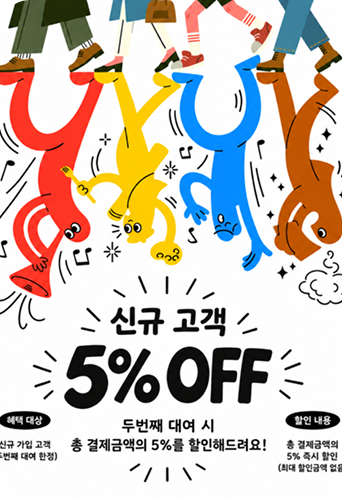 신규 고객
5% OFF
두번째 대여 시
총 결제금액의 5%를 할인해드려요!
혜택 대상
신규 가입 고객
두번째 대여 한정)
할인 내용
총 결제금액의
5% 즉시 할인
(최대 할인금액 없음